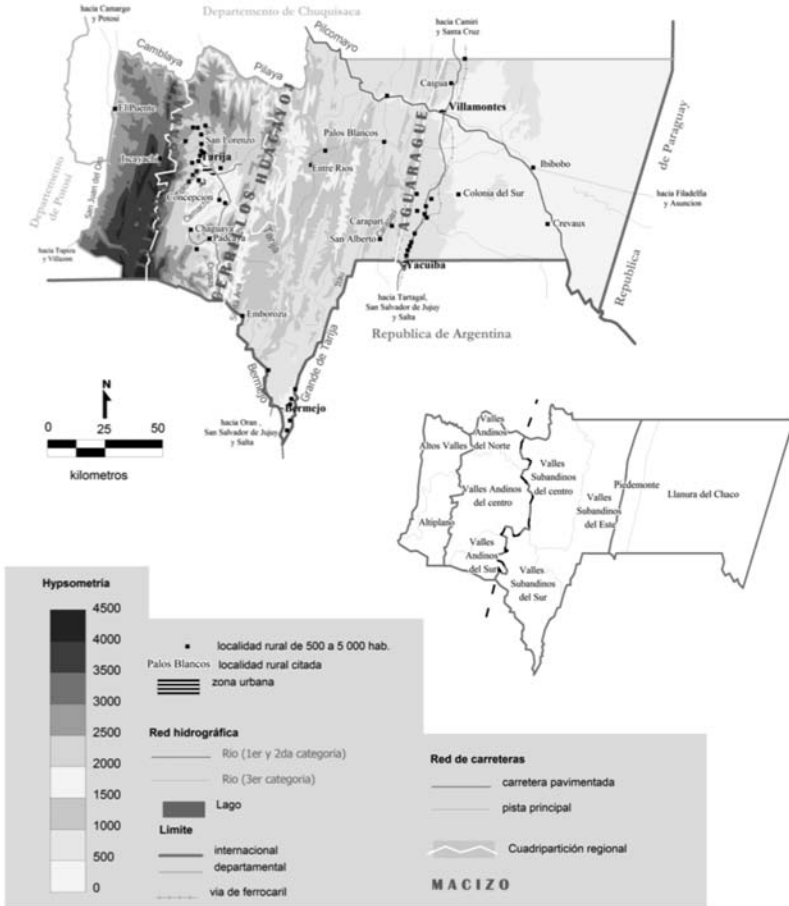 Departemento de Chuquisaca
hacia Camargo
y Potosí
hacia Camiri
y Santa Cruz
Camblaya
Pilcomayo
Pilaya
Caigua
El Puente
Villamontes
San Lorenzo
Palos Blancos
Iscayachi
Tarija
Entre Rios
Ibibobo
de Paraguay
Departemento
de Potosí
San Juan del Oro
Concepcion
CERRILLOS HUACAYOJ
AGUARAGUE
Colonia del Sur
hacia Filadelfia
y Asuncion
Chaguaya
Padcaya
Carapari
San Alberto
Crevaux
hacia Tupiza
y Villazon
Yacuiba
Republica
hacia Tartagal,
San Salvador de Jujuy
y Salta
Emborozu
Republica de Argentina
Bermejo
Grande de Tarija
Bermejo
hacia Oran ,
San Salvador de Jujuy
y Salta
N
0 25 50
kilometros
Altos Valles
Valles
Andinos
del Norte
Valles Andinos
del centro
Valles
Subandinos
del centro
Piedemonte
Llanura del Chaco
Valles
Subandinos
del Este
Altiplano
Valles
Andinos
del Sur
Valles
Subandinos
del Sur
Hypsometría
4500
4000
3500
3000
2500
2000
1500
1000
500
0
localidad rural de 500 a 5 000 hab.
Palos Blancos localidad rural citada
zona urbana
Red hidrográfica
Rio (1er y 2da categoria)
Rio (3er categoria)
Lago
Limite
internacional
departamental
via de ferrocaril
Red de carreteras
carretera pavimentada
pista principal
Cuadripartición regional
MACIZO